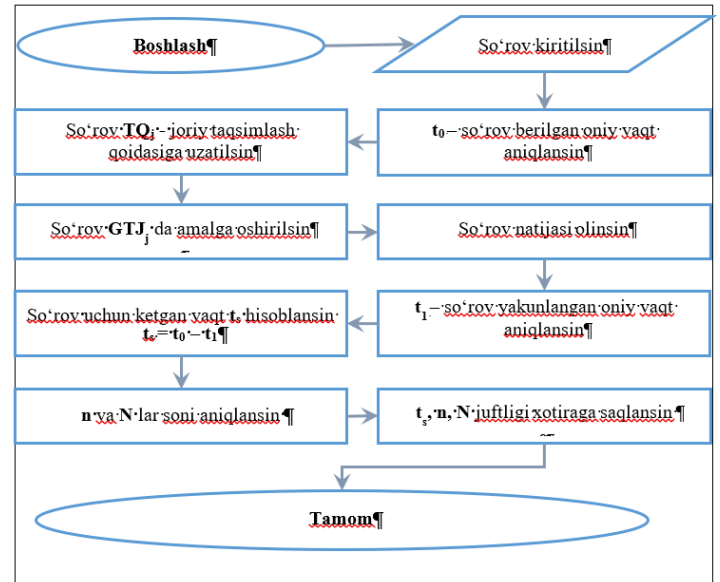 Boshlash¶
So‘rov kiritilsin¶
t₀ – so‘rov berilgan oniy vaqt
aniqlansin¶
So‘rov TQⱼ - joriy taqsimlash
qoidasiga uzatilsin¶
So‘rov GTJⱼ da amalga oshirilsin¶
¶
So‘rov natijasi olinsin¶
t₁ – so‘rov yakunlangan oniy vaqt
aniqlansin¶
So‘rov uchun ketgan vaqt tₛ hisoblansin
tₛ = t₀ – t₁¶
n va N lar soni aniqlansin¶
tₛ, n, N juftligi xotiraga saqlansin ¶
Tamom¶